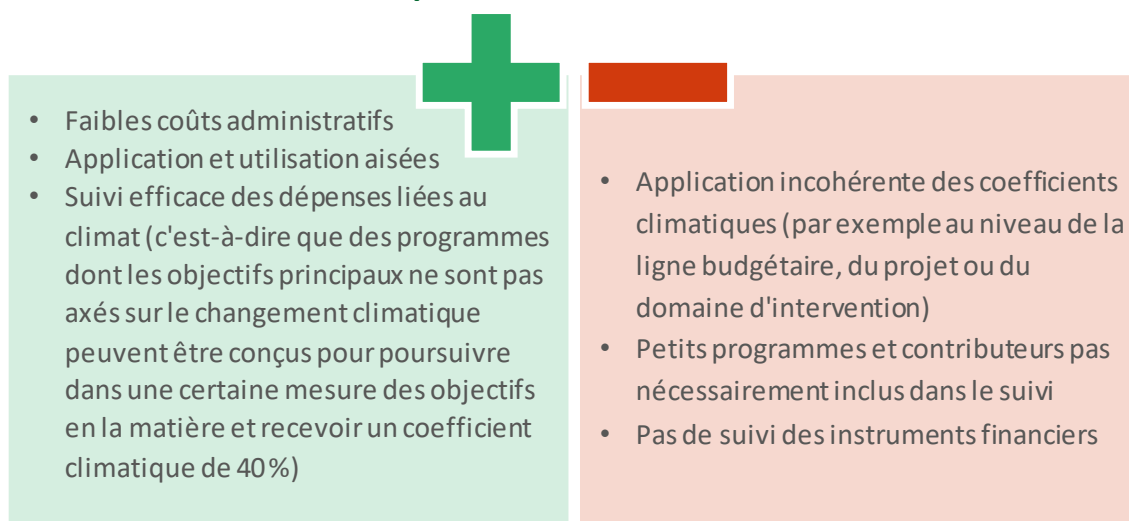 • Faibles coûts administratifs
• Application et utilisation aisées
• Suivi efficace des dépenses liées au
climat (c'est-à-dire que des programmes
dont les objectifs principaux ne sont pas
axés sur le changement climatique
peuvent être conçus pour poursuivre
dans une certaine mesure des objectifs
en la matière et recevoir un coefficient
climatique de 40 %)
• Application incohérente des coefficients
climatiques (par exemple au niveau de la
ligne budgétaire, du projet ou du
domaine d'intervention)
• Petits programmes et contributeurs pas
nécessairement inclus dans le suivi
• Pas de suivi des instruments financiers